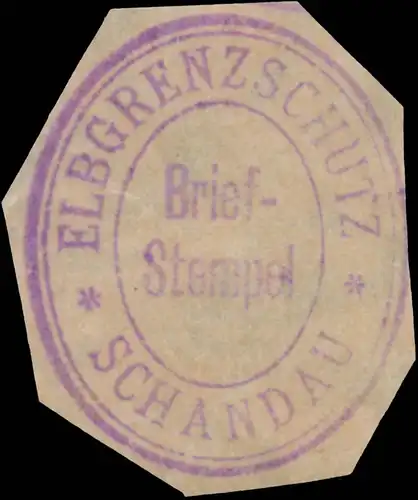 ELBGRENZSCHUTZ
Brief-
Stempel
* SCHANDAU *